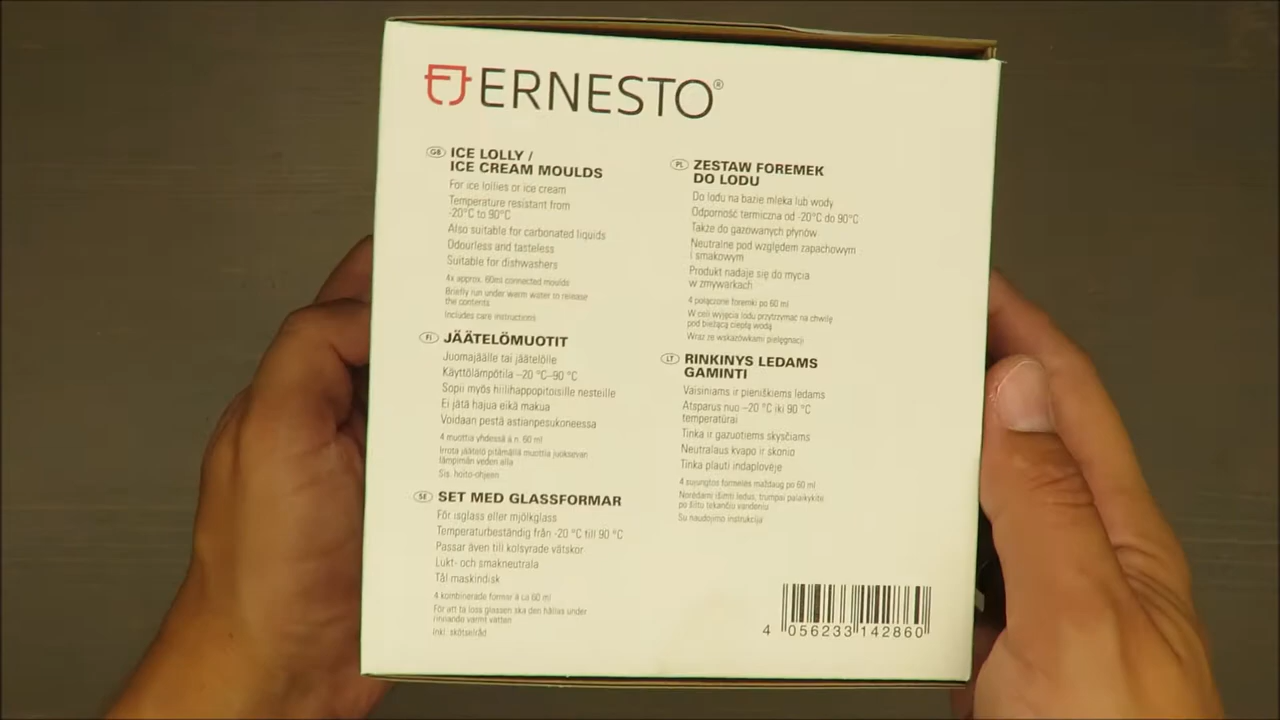 ERNESTO®
GB ICE LOLLY /
ICE CREAM MOULDS
For ice lollies or ice cream
Temperature resistant from
-20°C to 90°C
Also suitable for carbonated liquids
Odourless and tasteless
Suitable for dishwashers
4x approx. 60ml connected moulds
Briefly run under warm water to release
the contents
Includes care instructions
FI JÄÄTELÖMUOTIT
Juomajäälle tai jäätelölle
Käyttölämpötila –20 °C–90 °C
Sopii myös hiilihappopitoisille nesteille
Ei jätä hajua eikä makua
Voidaan pestä astianpesukoneessa
4 muottia yhdessä à n. 60 ml
Irrota jäätelö pitämällä muottia juoksevan
lämpimän veden alla
Sis. hoito-ohjeen
SE SET MED GLASSFORMAR
För isglass eller mjölkglass
Temperaturbeständig från -20 °C till 90 °C
Passar även till kolsyrade vätskor
Lukt- och smakneutrala
Tål maskindisk
4 kombinerade formar à ca 60 ml
För att ta loss glassen ska den hållas under
rinnande varmt vatten
Inkl. skötselråd
PL ZESTAW FOREMEK
DO LODU
Do lodu na bazie mleka lub wody
Odporność termiczna od -20°C do 90°C
Także do gazowanych płynów
Neutralne pod względem zapachowym
i smakowym
Produkt nadaje się do mycia
w zmywarkach
4 połączone foremki po 60 ml
W celu wyjęcia lodu przytrzymać na chwilę
pod bieżącą ciepłą wodą
Wraz ze wskazówkami pielęgnacji
LT RINKINYS LEDAMS
GAMINTI
Vaisiniams ir pieniškiems ledams
Atsparus nuo –20 °C iki 90 °C
temperatūrai
Tinka ir gazuotiems skysčiams
Neutralaus kvapo ir skonio
Tinka plauti indaplovėje
4 sujungtos formelės maždaug po 60 ml
Norėdami išimti ledus, trumpai palaikykite
po šiltu tekančiu vandeniu
Su naudojimo instrukcija
4 056233 142860